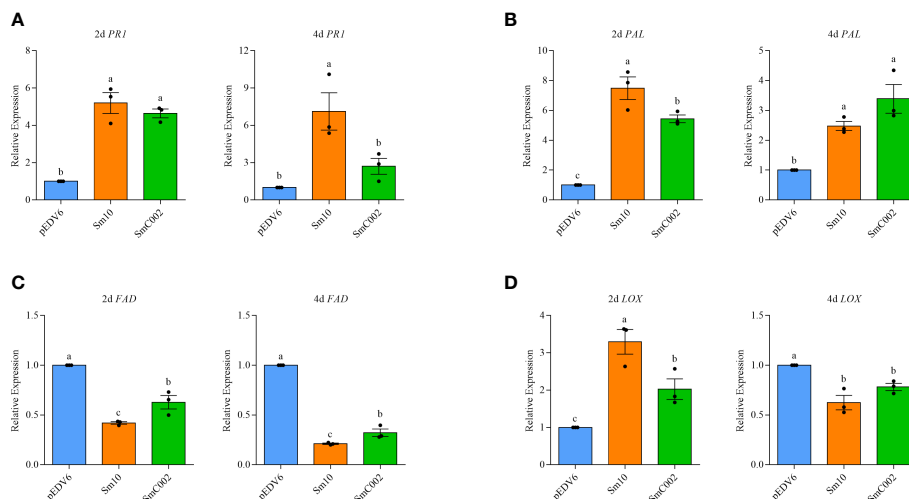 A
B
2d PR1
4d PR1
2d PAL
4d PAL
Relative Expression
8
6
4
2
0
a
a
b
pEDV6
Sm10
SmC002
Relative Expression
12
9
6
3
0
a
b
b
pEDV6
Sm10
SmC002
Relative Expression
10
8
6
4
2
0
a
b
c
pEDV6
Sm10
SmC002
Relative Expression
5
4
3
2
1
0
a
a
b
pEDV6
Sm10
SmC002
C
D
2d FAD
4d FAD
2d LOX
4d LOX
Relative Expression
1.5
1.0
0.5
0.0
a
c
b
pEDV6
Sm10
SmC002
Relative Expression
1.5
1.0
0.5
0.0
a
c
b
pEDV6
Sm10
SmC002
Relative Expression
4
3
2
1
0
a
b
c
pEDV6
Sm10
SmC002
Relative Expression
1.5
1.0
0.5
0.0
a
b
b
pEDV6
Sm10
SmC002